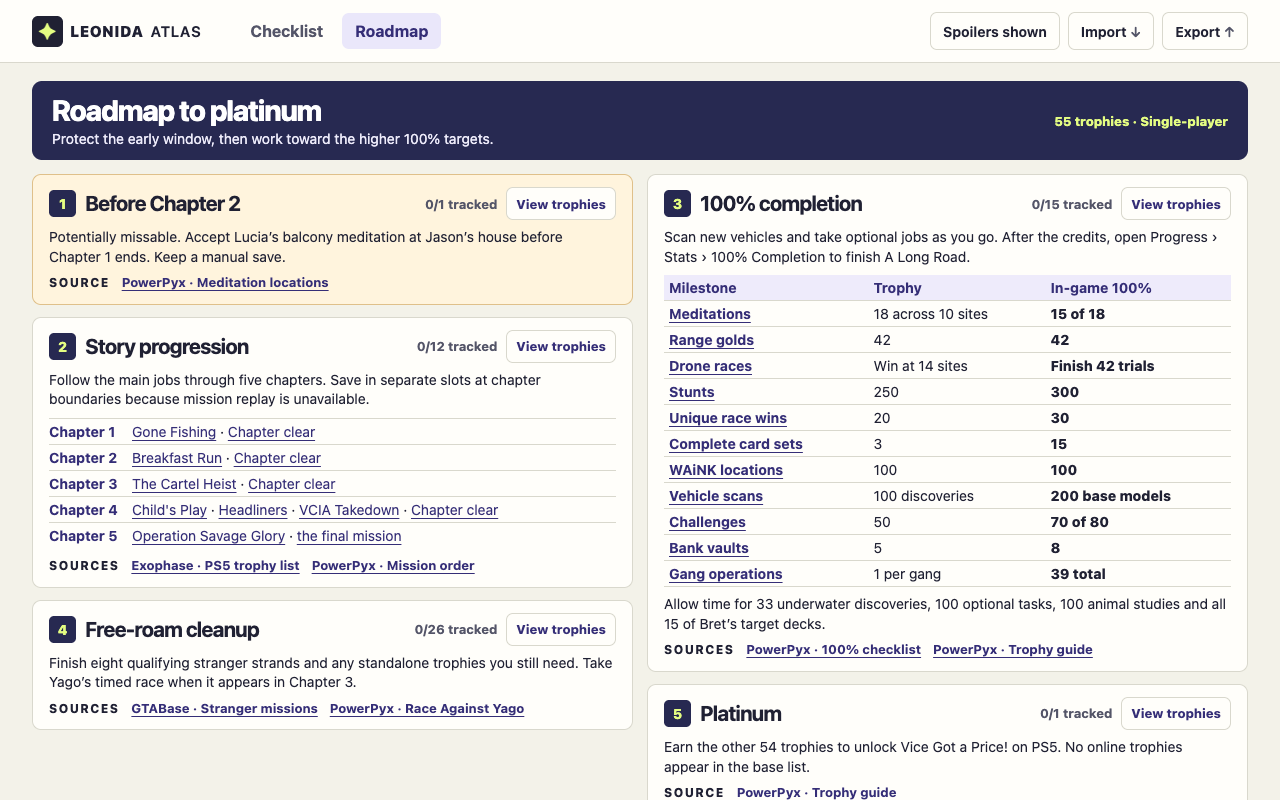 LEONIDA ATLAS
Checklist
Roadmap
Spoilers shown
Import ↓
Export ↑
Roadmap to platinum
Protect the early window, then work toward the higher 100% targets.
55 trophies · Single-player
1 Before Chapter 2 0/1 tracked View trophies
Potentially missable. Accept Lucia’s balcony meditation at Jason’s house before
Chapter 1 ends. Keep a manual save.
SOURCE PowerPyx · Meditation locations
2 Story progression 0/12 tracked View trophies
Follow the main jobs through five chapters. Save in separate slots at chapter
boundaries because mission replay is unavailable.
Chapter 1 Gone Fishing · Chapter clear
Chapter 2 Breakfast Run · Chapter clear
Chapter 3 The Cartel Heist · Chapter clear
Chapter 4 Child's Play · Headliners · VCIA Takedown · Chapter clear
Chapter 5 Operation Savage Glory · the final mission
SOURCES Exophase · PS5 trophy list PowerPyx · Mission order
4 Free-roam cleanup 0/26 tracked View trophies
Finish eight qualifying stranger strands and any standalone trophies you still need. Take
Yago’s timed race when it appears in Chapter 3.
SOURCES GTABase · Stranger missions PowerPyx · Race Against Yago
3 100% completion 0/15 tracked View trophies
Scan new vehicles and take optional jobs as you go. After the credits, open Progress ›
Stats › 100% Completion to finish A Long Road.
Milestone Trophy In-game 100%
Meditations 18 across 10 sites 15 of 18
Range golds 42 42
Drone races Win at 14 sites Finish 42 trials
Stunts 250 300
Unique race wins 20 30
Complete card sets 3 15
WAiNK locations 100 100
Vehicle scans 100 discoveries 200 base models
Challenges 50 70 of 80
Bank vaults 5 8
Gang operations 1 per gang 39 total
Allow time for 33 underwater discoveries, 100 optional tasks, 100 animal studies and all
15 of Bret’s target decks.
SOURCES PowerPyx · 100% checklist PowerPyx · Trophy guide
5 Platinum 0/1 tracked View trophies
Earn the other 54 trophies to unlock Vice Got a Price! on PS5. No online trophies
appear in the base list.
SOURCE PowerPyx · Trophy guide